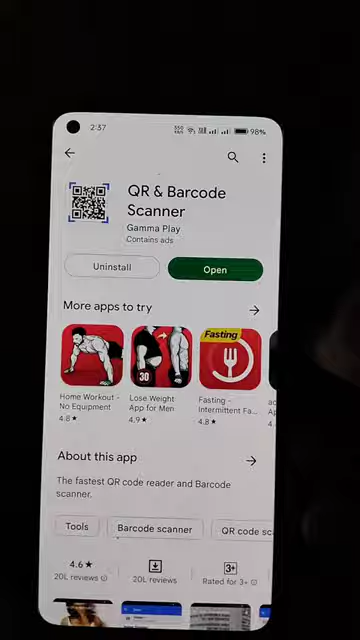 2:37
98%
QR & Barcode
Scanner
Gamma Play
Contains ads
Uninstall
Open
More apps to try
Fasting
30
Home Workout -
No Equipment
4.8★
Lose Weight
App for Men
4.9★
Fasting -
Intermittent Fa...
4.8★
4.8
About this app
The fastest QR code reader and Barcode
scanner.
Tools
Barcode scanner
QR code sc
4.6★
20L reviews
20L reviews
3+
Rated for 3+